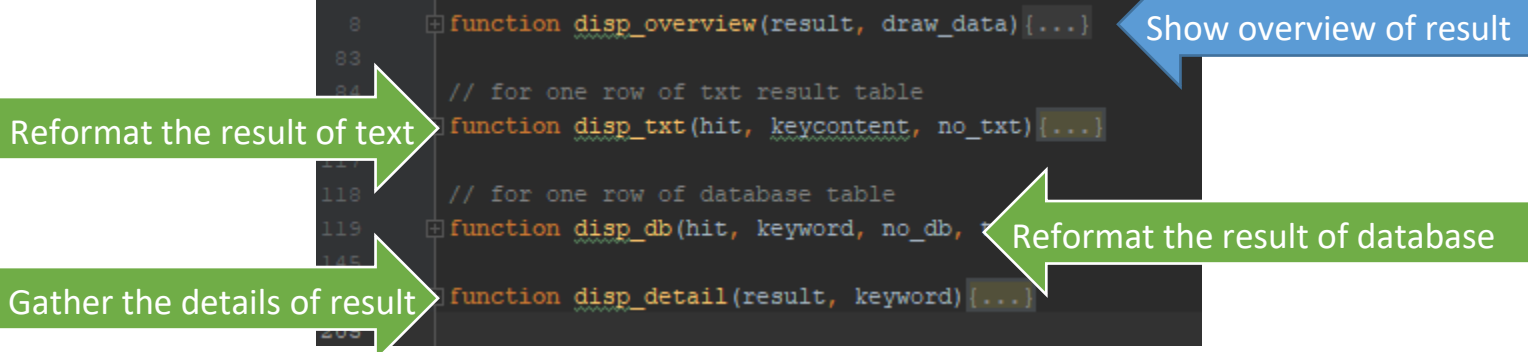 8 function disp_overview(result, draw_data){...}
Show overview of result
83
84 // for one row of txt result table
Reformat the result of text
function disp_txt(hit, keycontent, no_txt){...}
117
118 // for one row of database table
119 function disp_db(hit, keyword, no_db,
Reformat the result of database
145
Gather the details of result
function disp_detail(result, keyword){...}